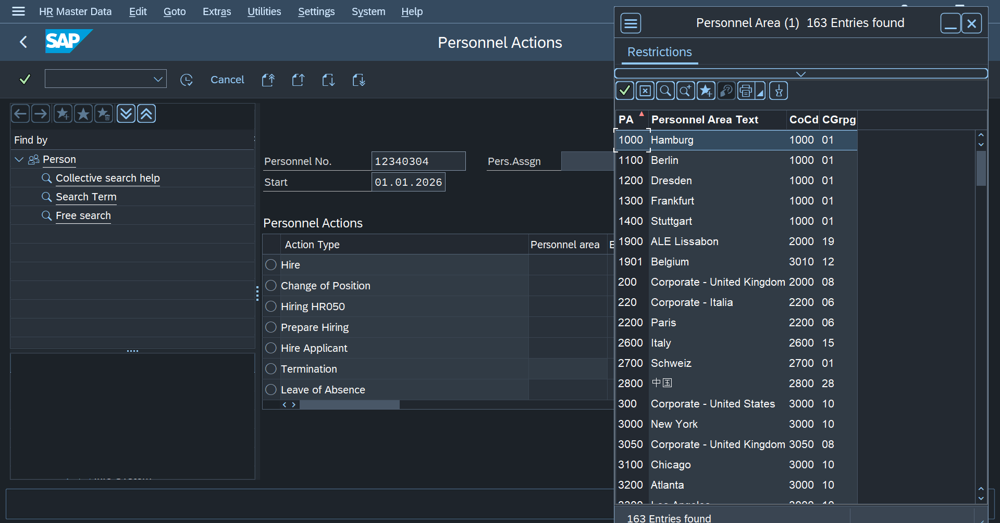 HR Master Data Edit Goto Extras Utilities Settings System Help
SAP
Personnel Actions
Cancel
Find by
Person
Collective search help
Search Term
Free search
Personnel No. 12340304 Pers.Assgn
Start 01.01.2026
Personnel Actions
Action Type Personnel area
Hire
Change of Position
Hiring HR050
Prepare Hiring
Hire Applicant
Termination
Leave of Absence
Personnel Area (1) 163 Entries found
Restrictions
PA Personnel Area Text CoCd CGrpg
1000 Hamburg 1000 01
1100 Berlin 1000 01
1200 Dresden 1000 01
1300 Frankfurt 1000 01
1400 Stuttgart 1000 01
1900 ALE Lissabon 2000 19
1901 Belgium 3010 12
200 Corporate - United Kingdom 2000 08
220 Corporate - Italia 2200 06
2200 Paris 2200 06
2600 Italy 2600 15
2700 Schweiz 2700 01
2800 中国 2800 28
300 Corporate - United States 3000 10
3000 New York 3000 10
3050 Corporate - United Kingdom 3050 08
3100 Chicago 3000 10
3200 Atlanta 3000 10
163 Entries found